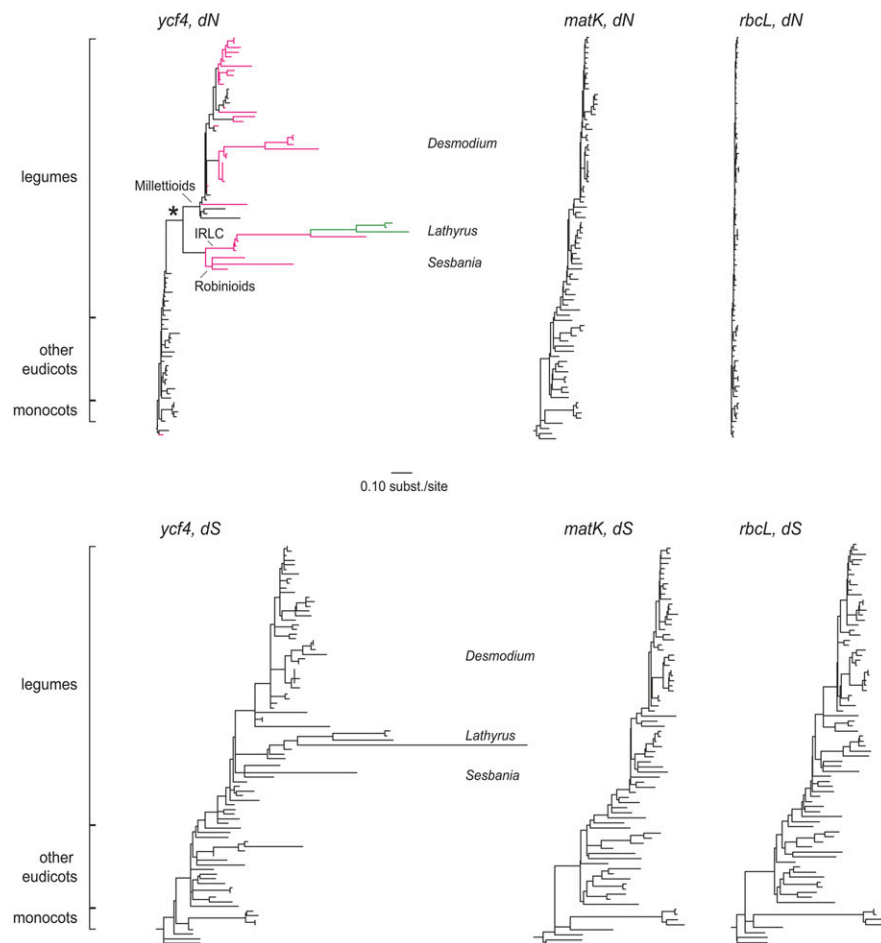 ycf4, dN
matK, dN
rbcL, dN
Desmodium
legumes
Millettioids
*
IRLC
Lathyrus
Sesbania
Robinioids
other
eudicots
monocots
0.10 subst./site
ycf4, dS
matK, dS
rbcL, dS
Desmodium
legumes
Lathyrus
Sesbania
other
eudicots
monocots